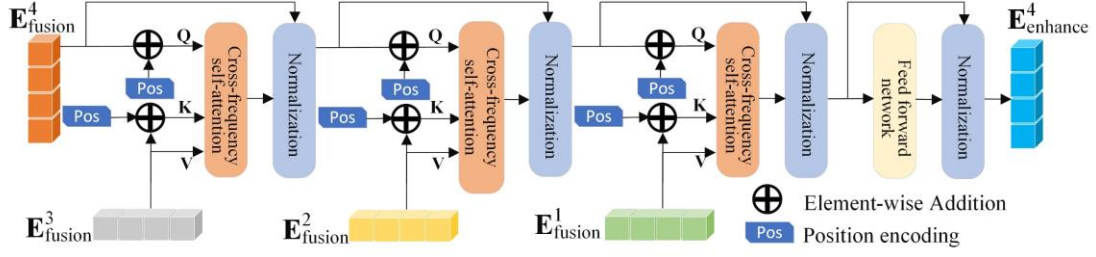 E⁴fusion
Pos
Pos
Q
K
V
Cross-frequency
self-attention
Normalization
Pos
Pos
Q
K
V
Cross-frequency
self-attention
Normalization
Pos
Pos
Q
K
V
Cross-frequency
self-attention
Normalization
Feed forward
network
Normalization
E⁴enhance
E³fusion
E²fusion
E¹fusion
Element-wise Addition
Pos
Position encoding